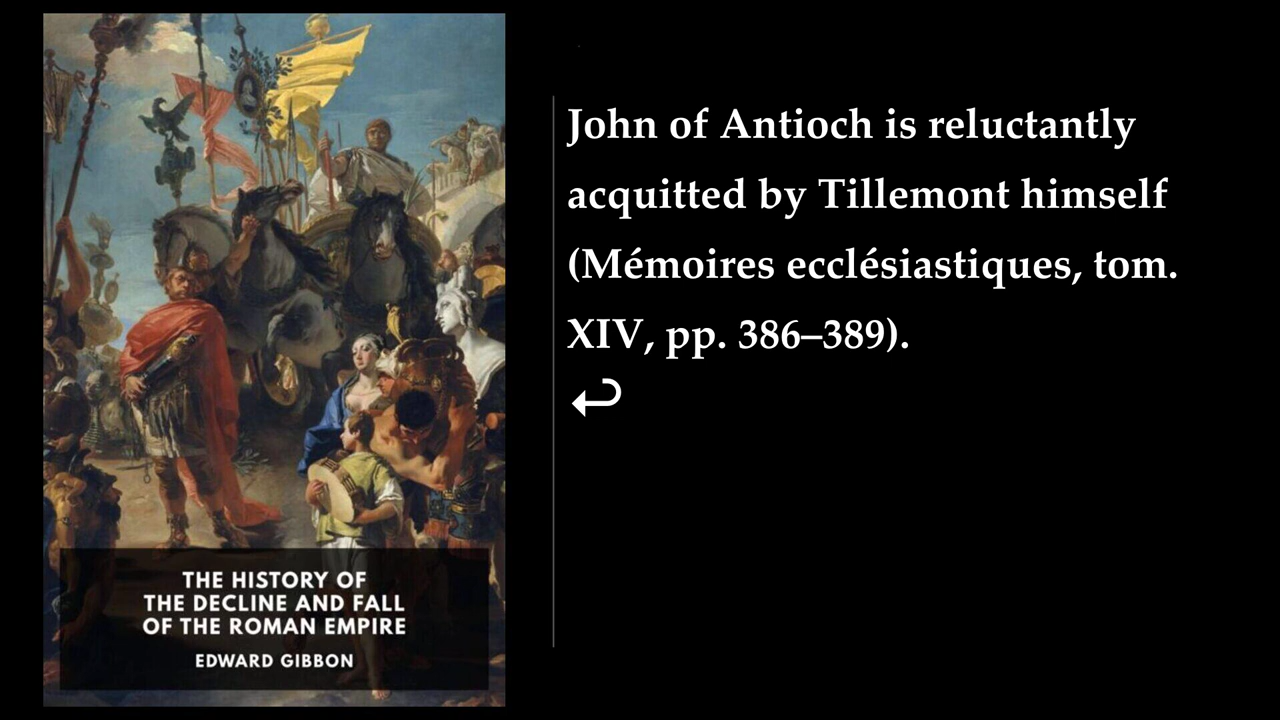 John of Antioch is reluctantly
acquitted by Tillemont himself
(Mémoires ecclésiastiques, tom.
XIV, pp. 386–389).
↩
THE HISTORY OF
THE DECLINE AND FALL
OF THE ROMAN EMPIRE
EDWARD GIBBON